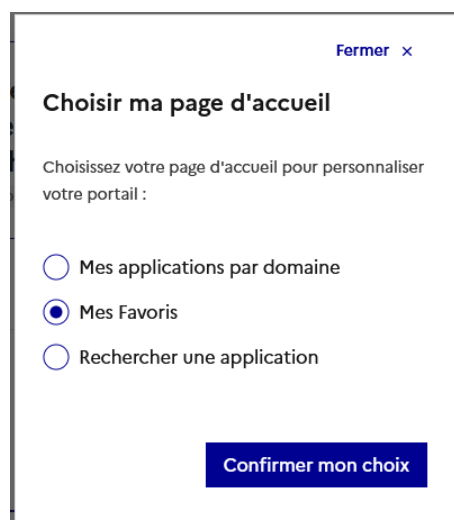 Fermer ×
Choisir ma page d'accueil
Choisissez votre page d'accueil pour personnaliser
votre portail :
Mes applications par domaine
Mes Favoris
Rechercher une application
Confirmer mon choix